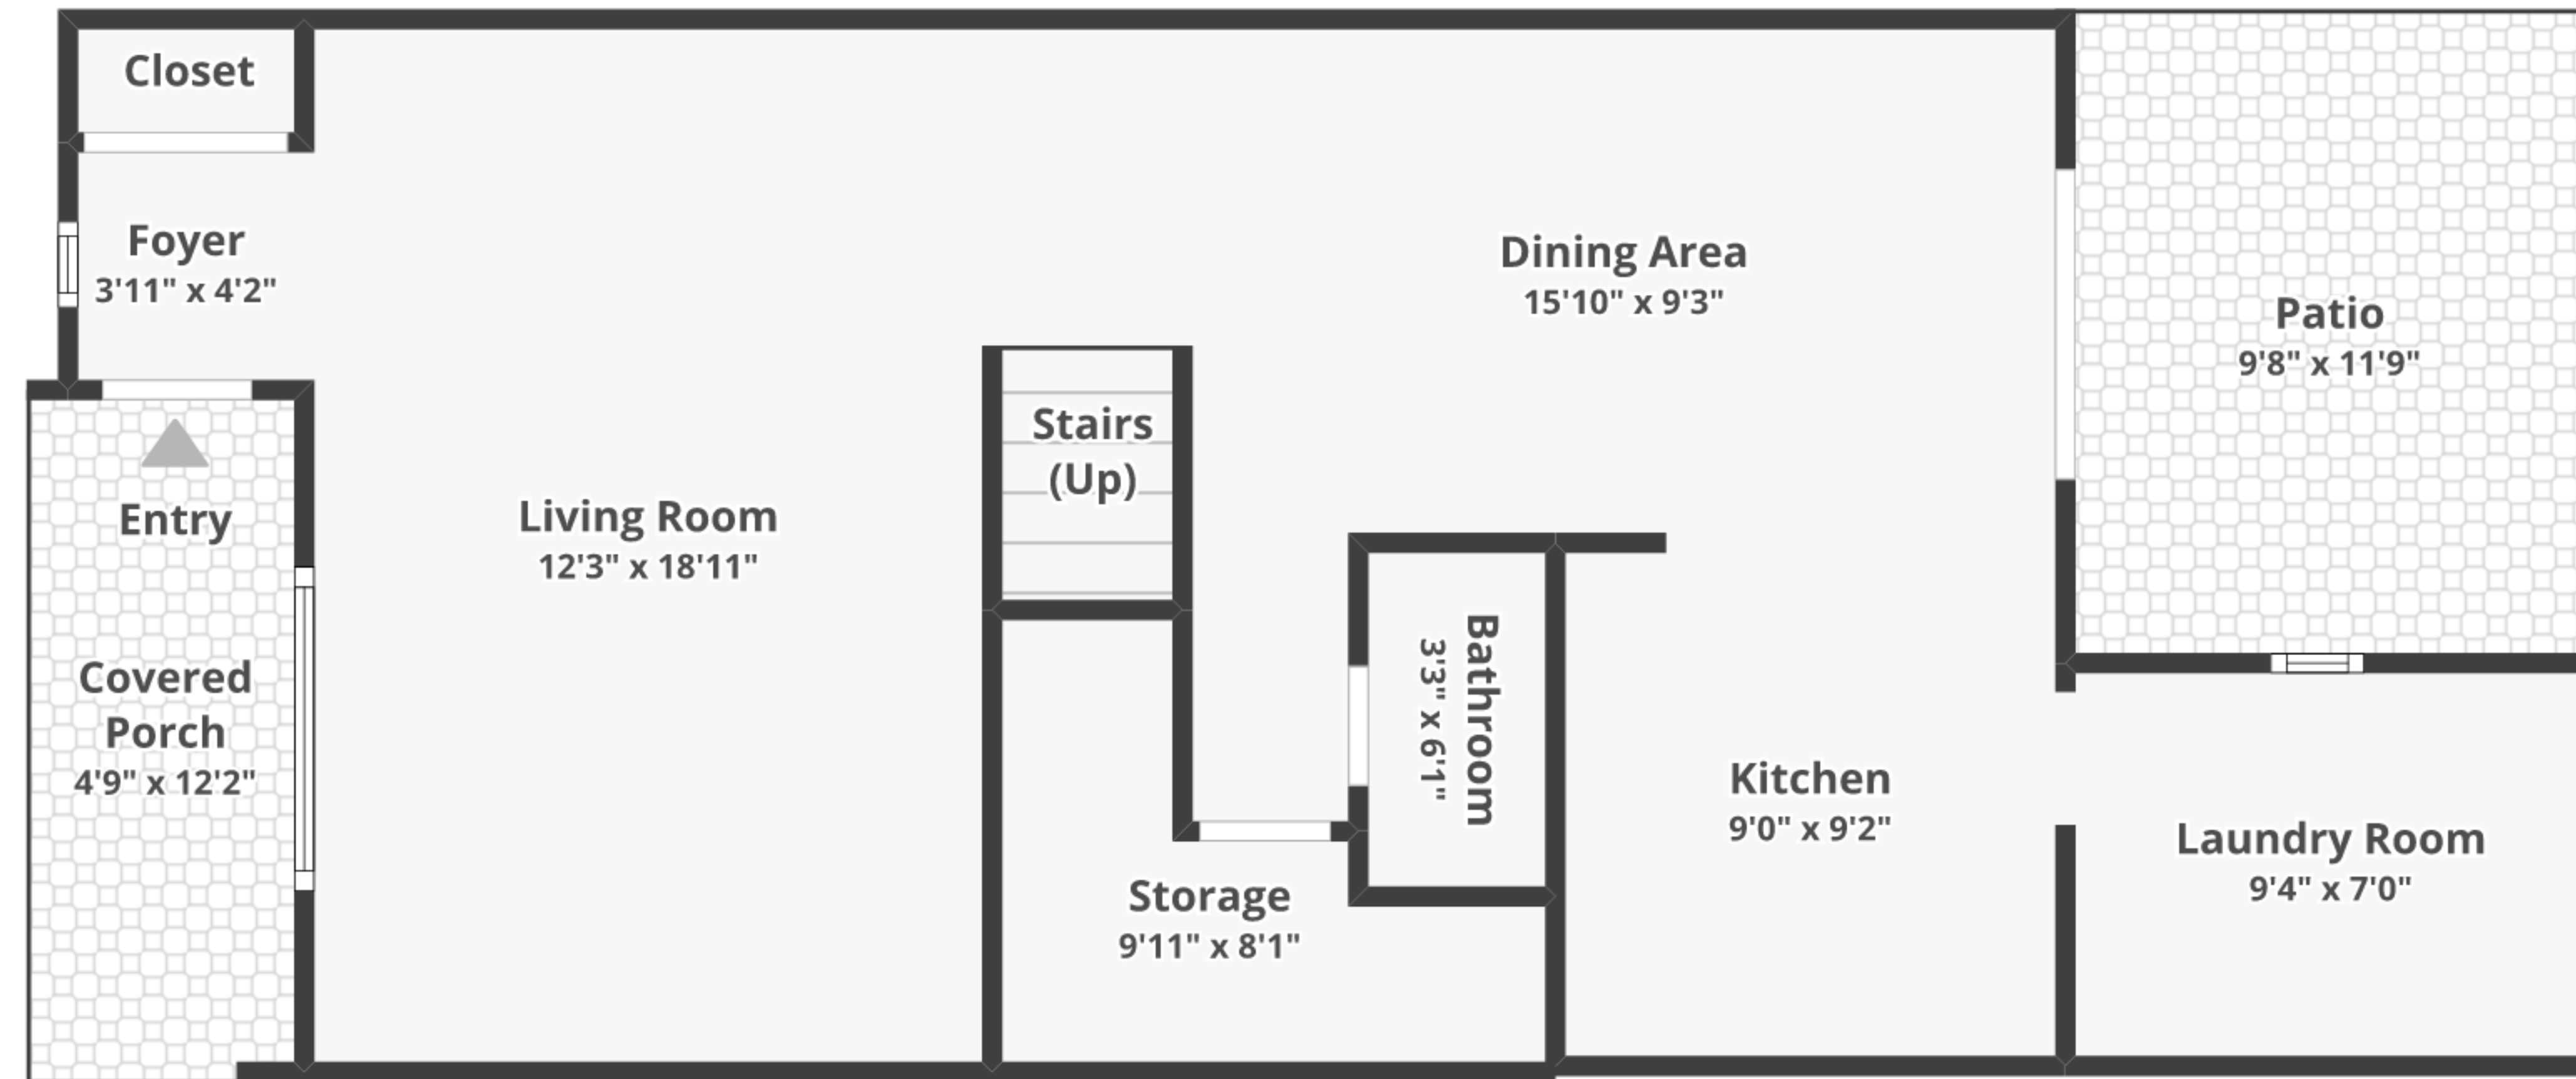 Closet
Foyer
3'11" x 4'2"
Entry
Covered
Porch
4'9" x 12'2"
Living Room
12'3" x 18'11"
Stairs
(Up)
Storage
9'11" x 8'1"
Bathroom
3'3" x 6'1"
Dining Area
15'10" x 9'3"
Kitchen
9'0" x 9'2"
Patio
9'8" x 11'9"
Laundry Room
9'4" x 7'0"